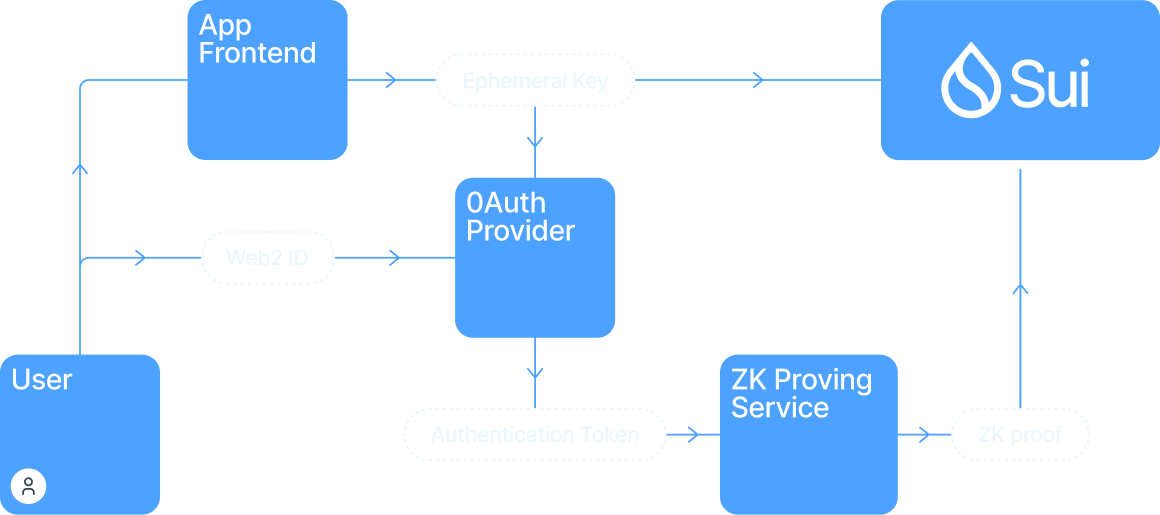 App
Frontend
Ephemeral Key
Sui
0Auth
Provider
Web2 ID
User
ZK Proving
Service
Authentication Token
ZK proof